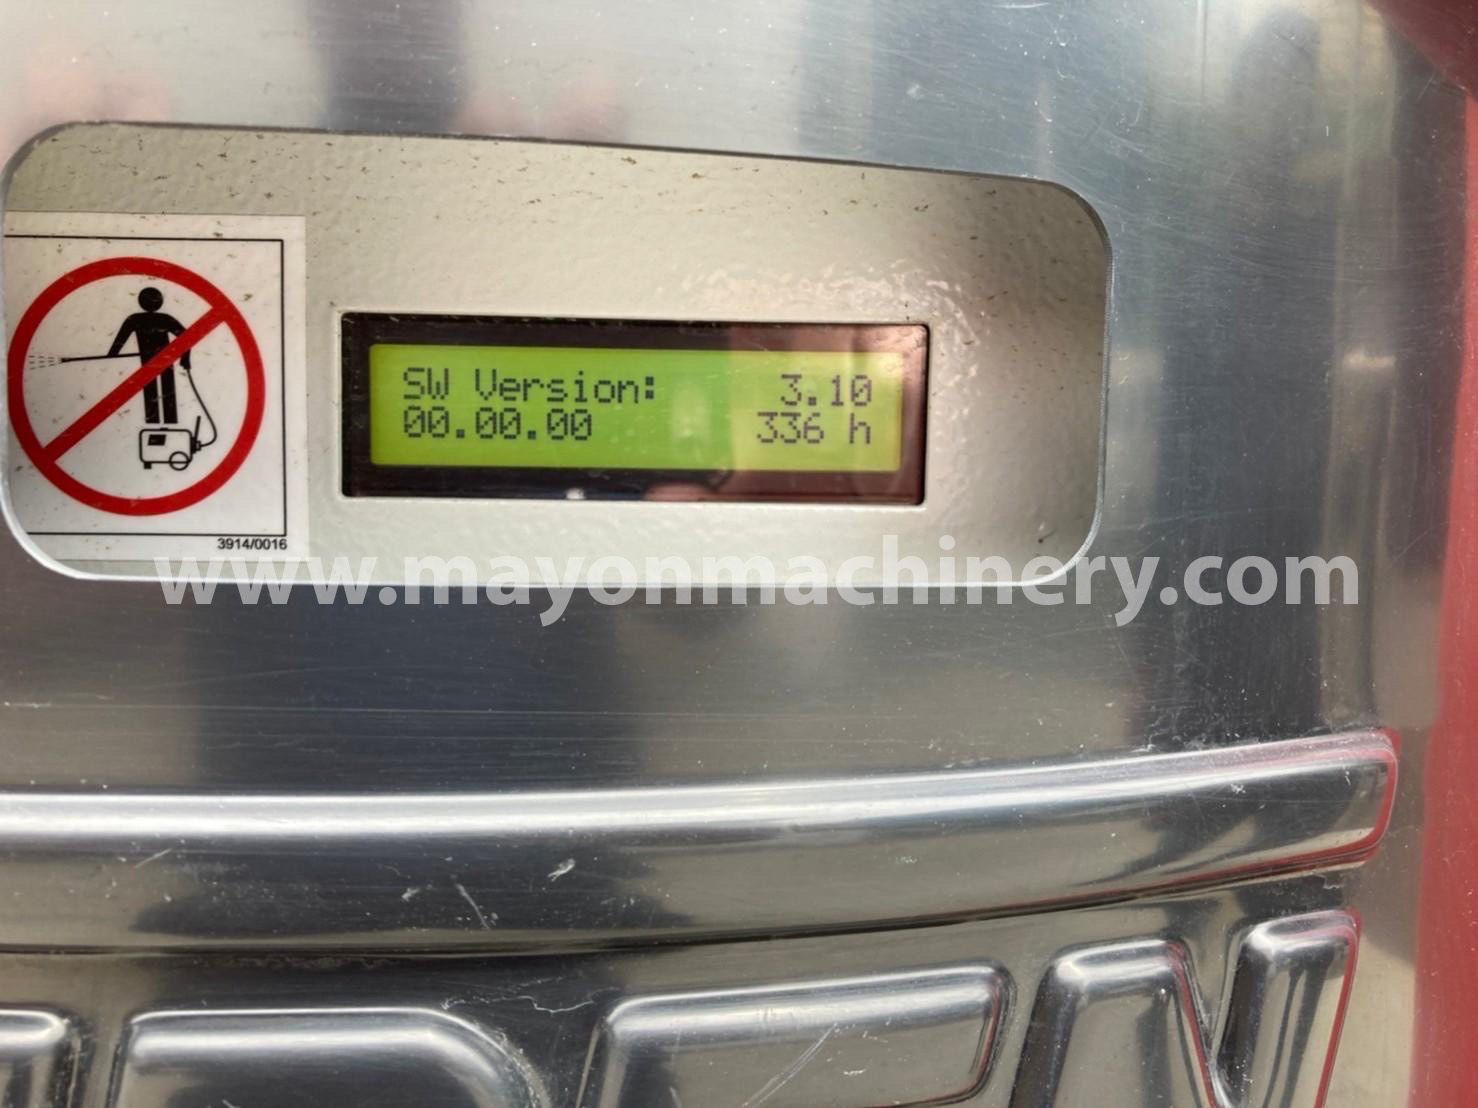 SW Version: 3.10
00.00.00 336 h
3914/0016
www.mayonmachinery.com